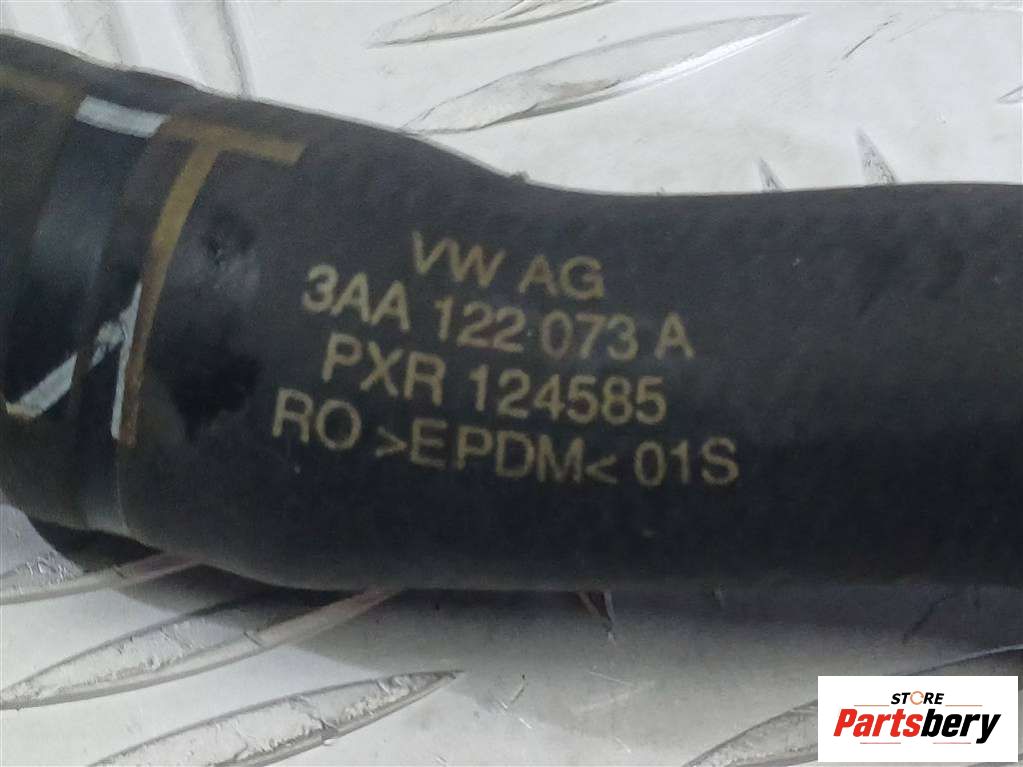 VW AG
3AA 122 073 A
PXR 124585
RO >EPDM< 01S
STORE
Partsbery